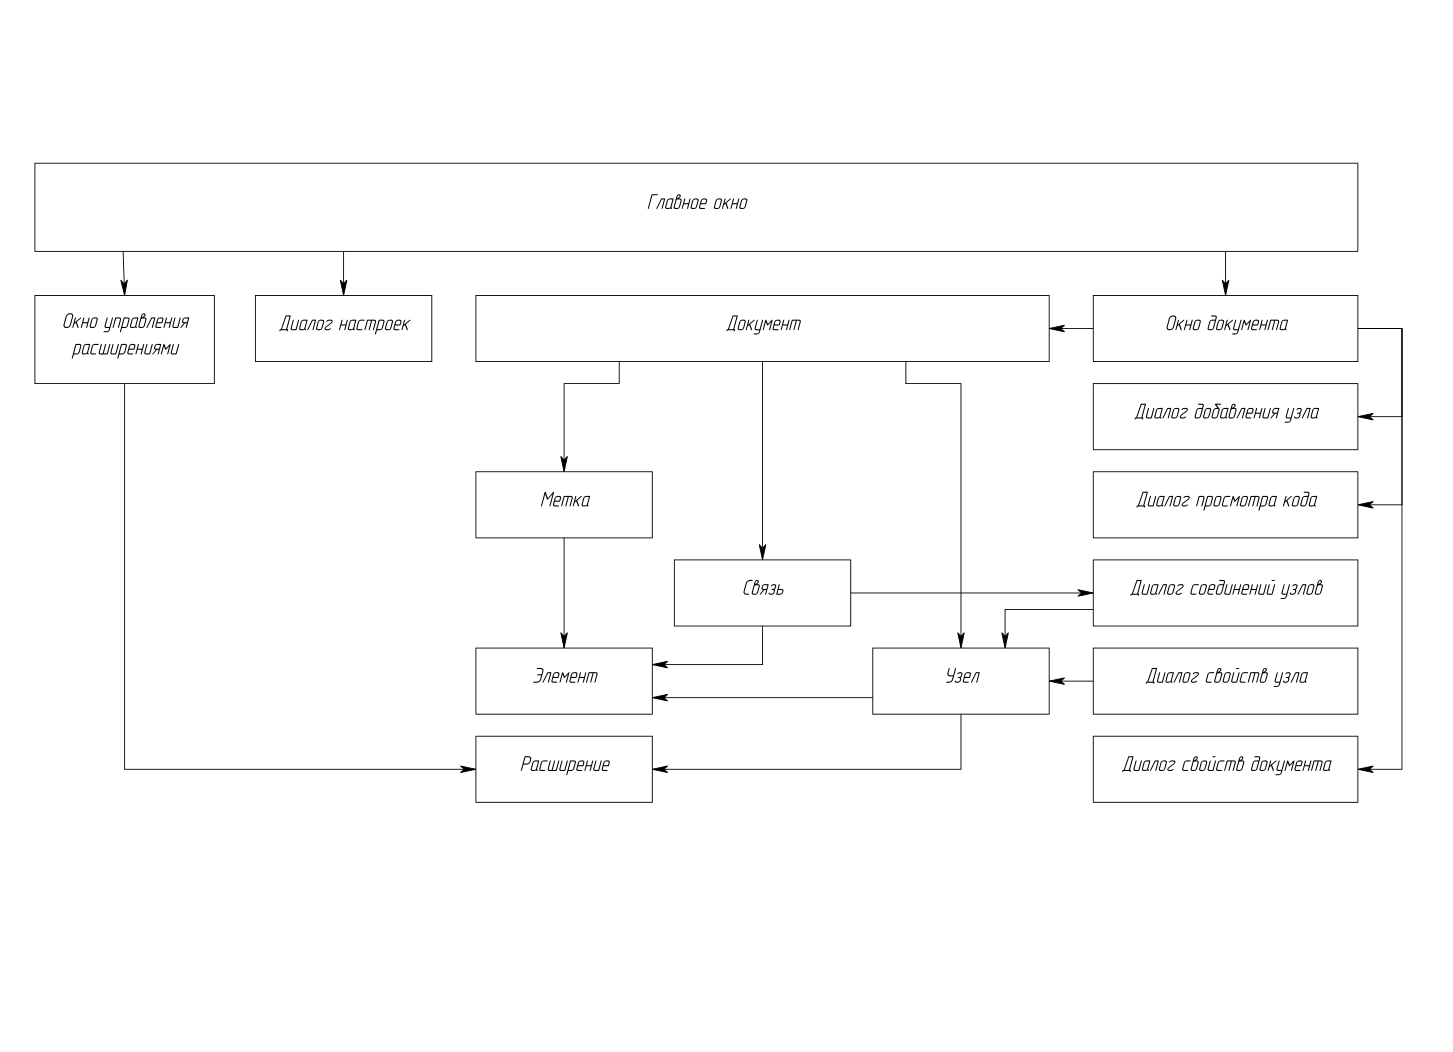 Главное окно
Окно управления
расширениями
Диалог настроек
Документ
Окно документа
Диалог добавления узла
Метка
Диалог просмотра кода
Связь
Диалог соединений узлов
Элемент
Узел
Диалог свойств узла
Расширение
Диалог свойств документа